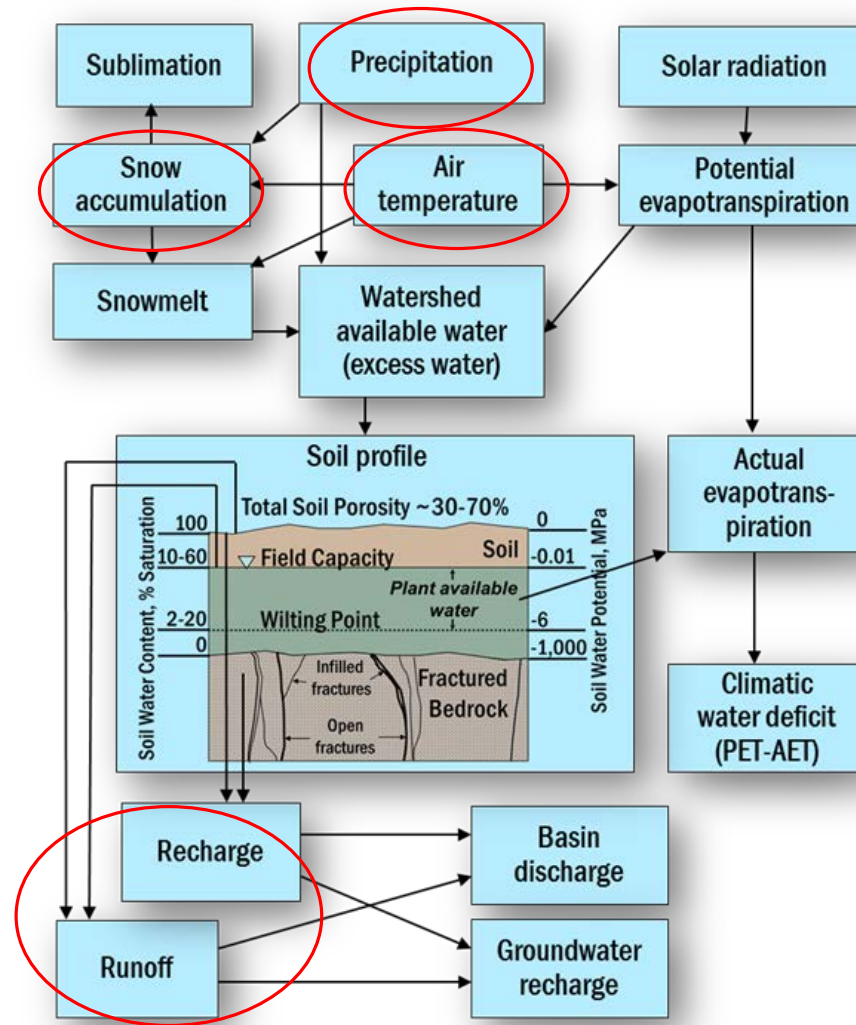 Sublimation
Precipitation
Solar radiation
Snow
accumulation
Air
temperature
Potential
evapotranspiration
Snowmelt
Watershed
available water
(excess water)
Soil profile
Total Soil Porosity ~30-70%
Soil Water Content, % Saturation
100
10-60
2-20
0
Field Capacity
Soil
Plant available
water
Wilting Point
0
-0.01
-6
-1,000
Soil Water Potential, MPa
Infilled
fractures
Open
fractures
Fractured
Bedrock
Actual
evapotrans-
piration
Climatic
water deficit
(PET-AET)
Recharge
Basin
discharge
Runoff
Groundwater
recharge